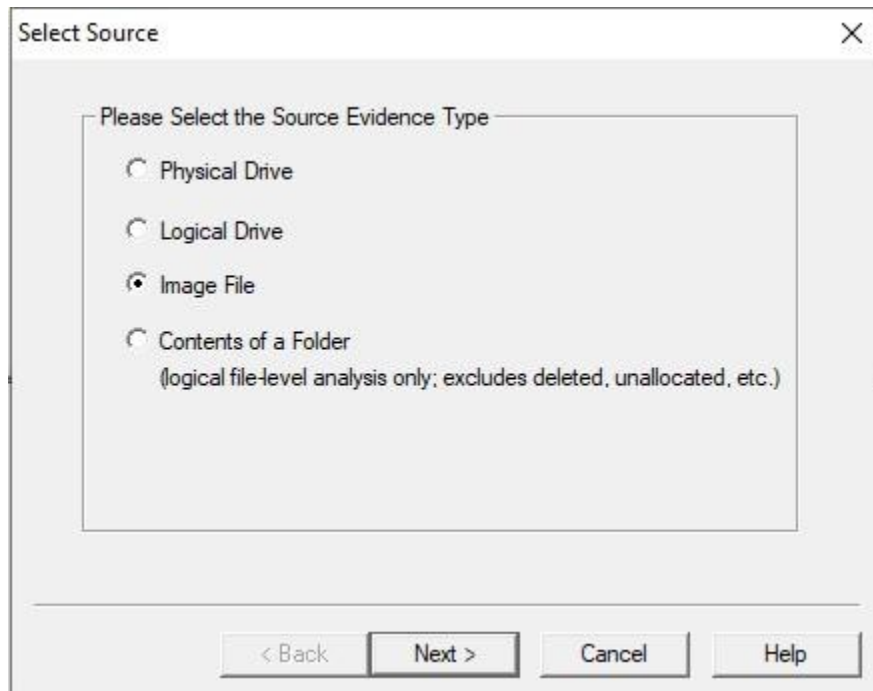 Select Source
Please Select the Source Evidence Type
Physical Drive
Logical Drive
Image File
Contents of a Folder
(logical file-level analysis only; excludes deleted, unallocated, etc.)
< Back Next > Cancel Help